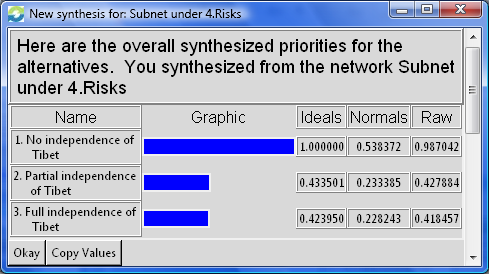 New synthesis for: Subnet under 4.Risks
Here are the overall synthesized priorities for the
alternatives. You synthesized from the network Subnet
under 4.Risks
Name Graphic Ideals Normals Raw
1. No independence of
Tibet
1.000000 0.538372 0.987042
2. Partial independence of
Tibet
0.433501 0.233385 0.427884
3. Full independence of
Tibet
0.423950 0.228243 0.418457
Okay Copy Values